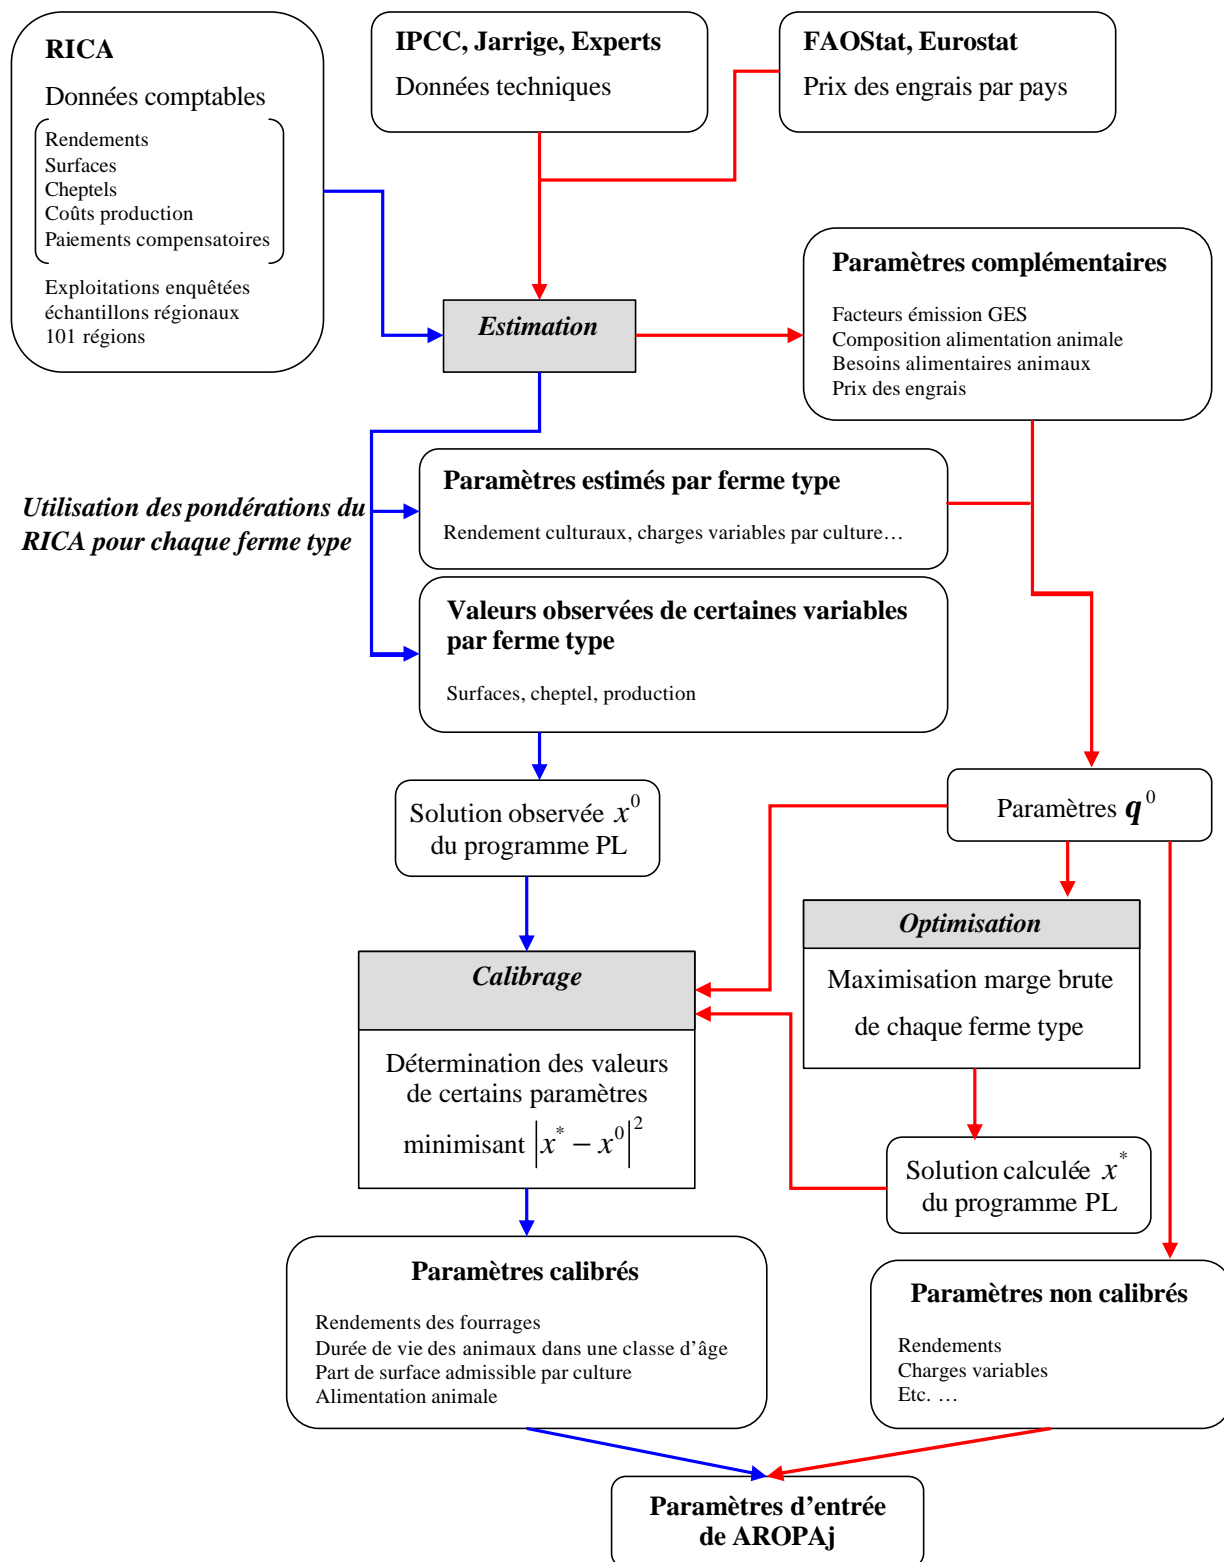 RICA
Données comptables
Rendements
Surfaces
Cheptels
Coûts production
Paiements compensatoires
Exploitations enquêtées
échantillons régionaux
101 régions
IPCC, Jarrige, Experts
Données techniques
FAOStat, Eurostat
Prix des engrais par pays
Estimation
Paramètres complémentaires
Facteurs émission GES
Composition alimentation animale
Besoins alimentaires animaux
Prix des engrais
Utilisation des pondérations du
RICA pour chaque ferme type
Paramètres estimés par ferme type
Rendement culturaux, charges variables par culture…
Valeurs observées de certaines variables
par ferme type
Surfaces, cheptel, production
Solution observée x^0
du programme PL
Paramètres q^0
Optimisation
Maximisation marge brute
de chaque ferme type
Calibrage
Détermination des valeurs
de certains paramètres
minimisant |x^* − x^0|^2
Solution calculée x^*
du programme PL
Paramètres calibrés
Rendements des fourrages
Durée de vie des animaux dans une classe d’âge
Part de surface admissible par culture
Alimentation animale
Paramètres non calibrés
Rendements
Charges variables
Etc. …
Paramètres d’entrée
de AROPAj